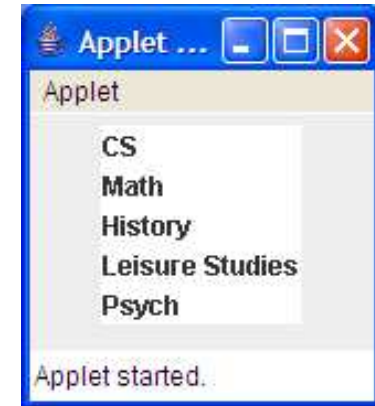 Applet ...
Applet
CS
Math
History
Leisure Studies
Psych
Applet started.